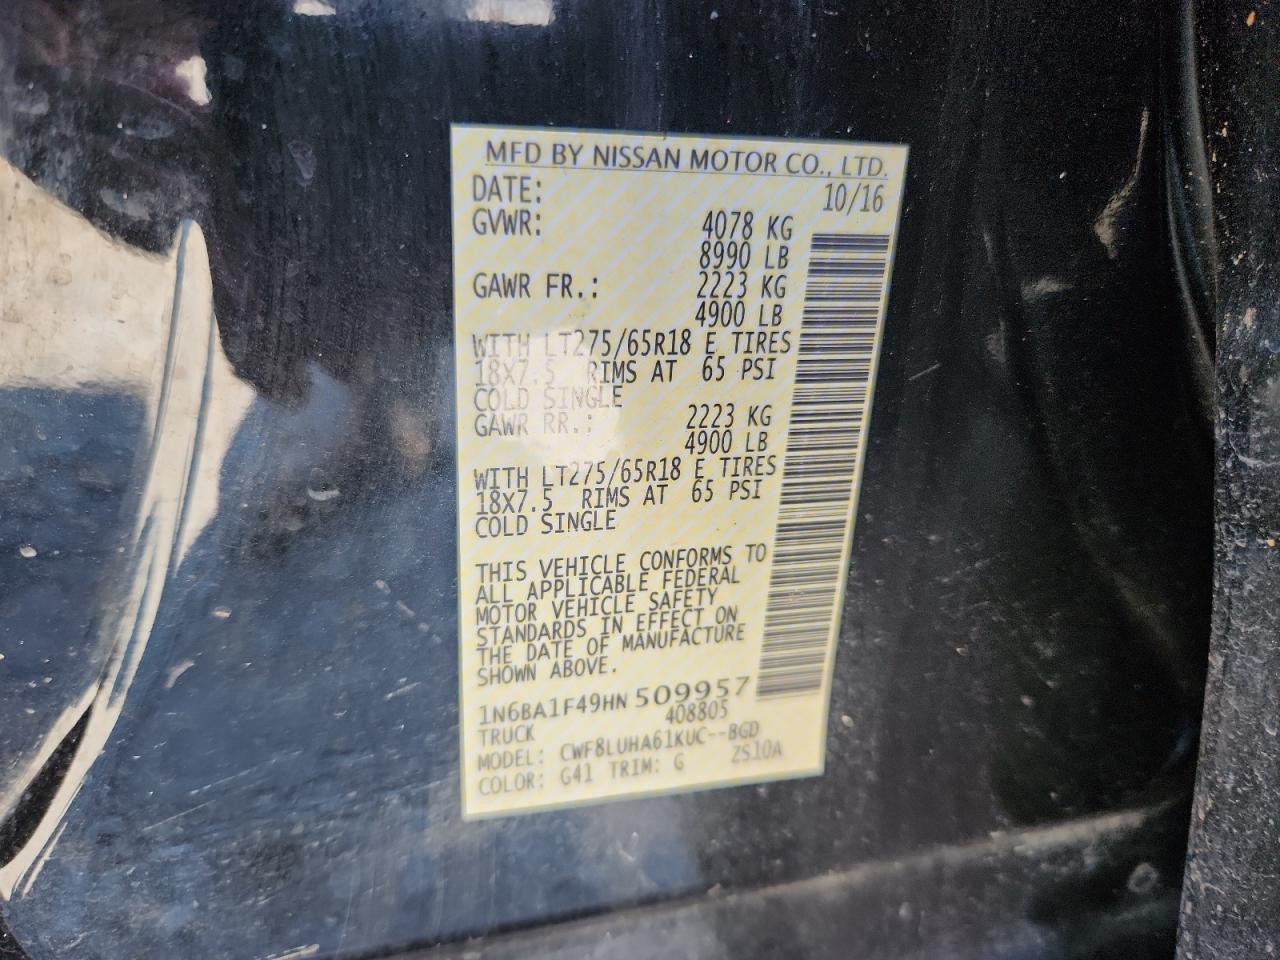 MFD BY NISSAN MOTOR CO., LTD.
DATE: 10/16
GVWR: 4078 KG
8990 LB
GAWR FR.: 2223 KG
4900 LB
WITH LT275/65R18 E TIRES
18X7.5 RIMS AT 65 PSI
COLD SINGLE
GAWR RR.: 2223 KG
4900 LB
WITH LT275/65R18 E TIRES
18X7.5 RIMS AT 65 PSI
COLD SINGLE
THIS VEHICLE CONFORMS TO
ALL APPLICABLE FEDERAL
MOTOR VEHICLE SAFETY
STANDARDS IN EFFECT ON
THE DATE OF MANUFACTURE
SHOWN ABOVE.
1N6BA1F49HN 509957
TRUCK 408805
MODEL: CWF8LUHA61KUC--BGD
COLOR: G41 TRIM: G ZS10A